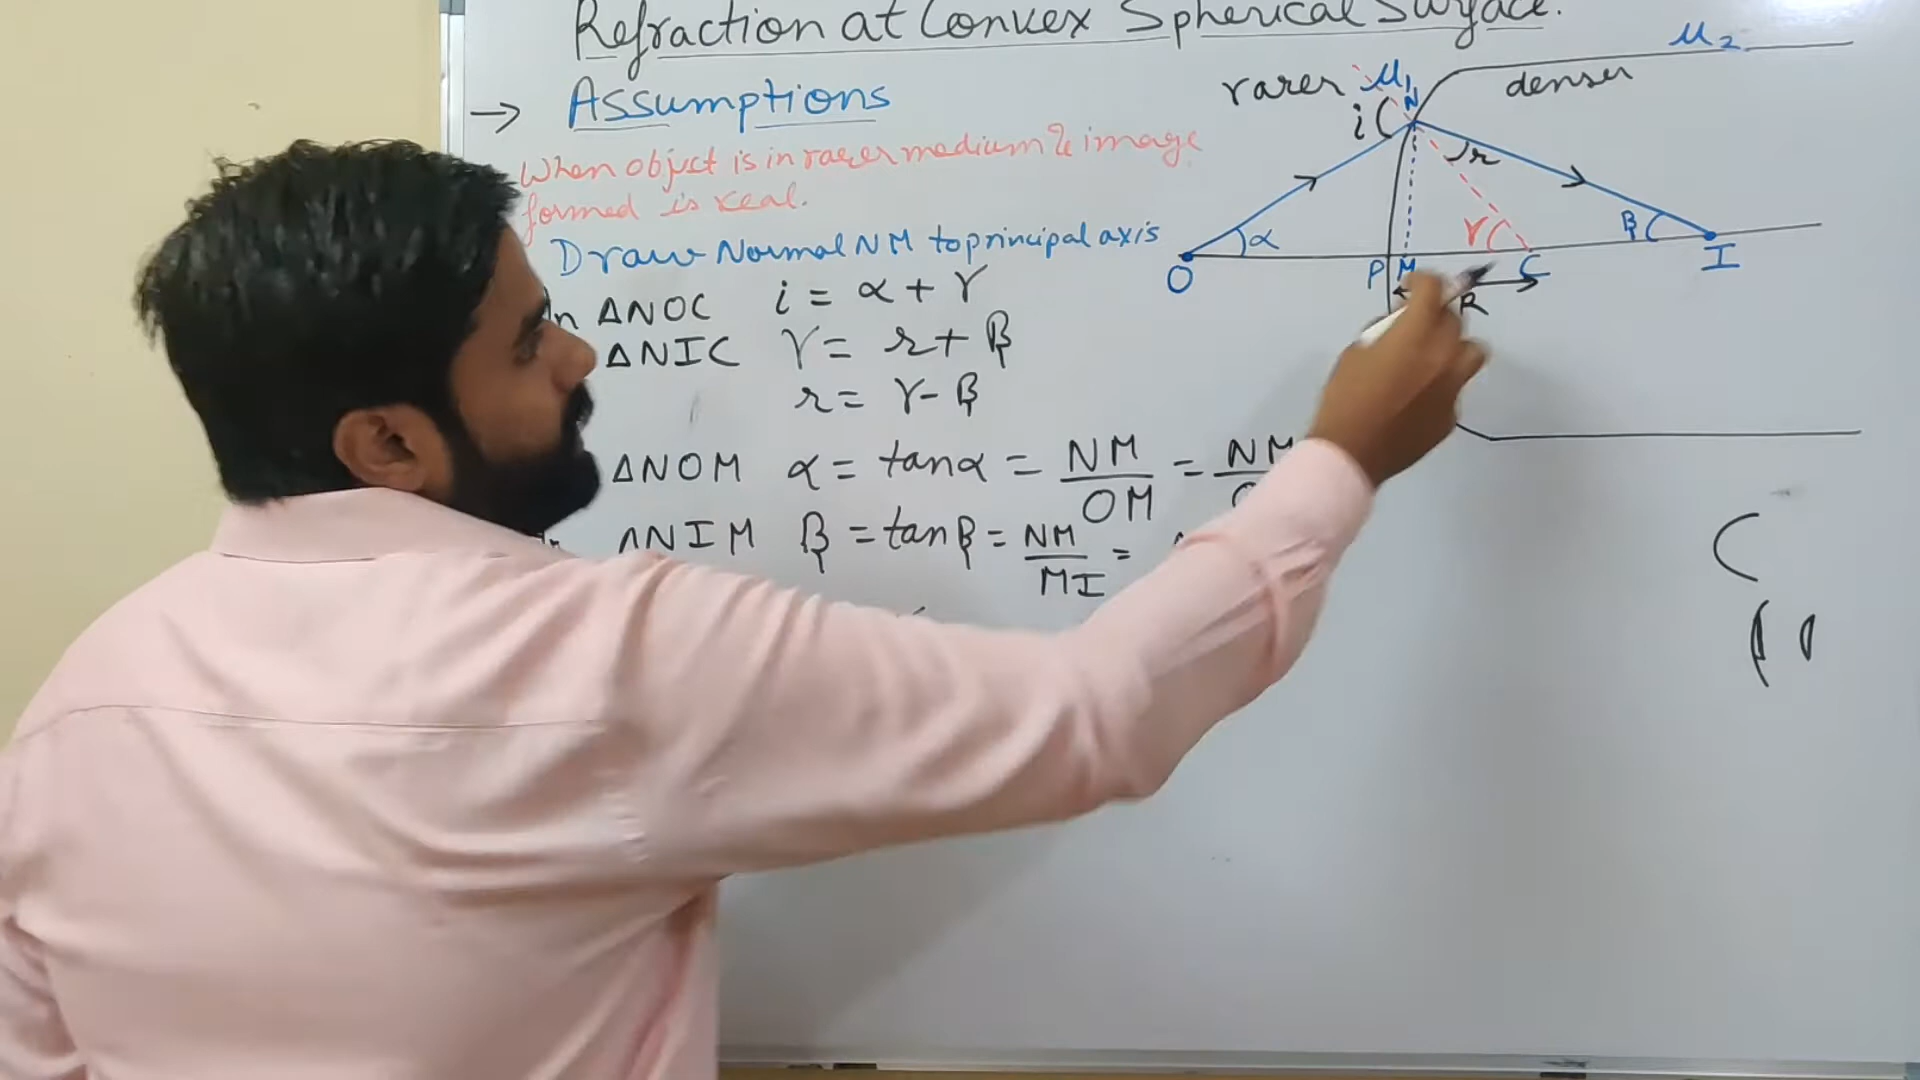 Refraction at Convex Spherical Surface.
→ Assumptions
When object is in rarer medium & image
formed is real.
Draw Normal NM to principal axis
In ΔNOC i = α + γ
ΔNIC γ = r + β
r = γ - β
ΔNOM α = tanα = NM/OM = NM
ΔNIM β = tanβ = NM/MI =
μ2
rarer μ1 denser
N
i
r
α γ β
O P M C I
R